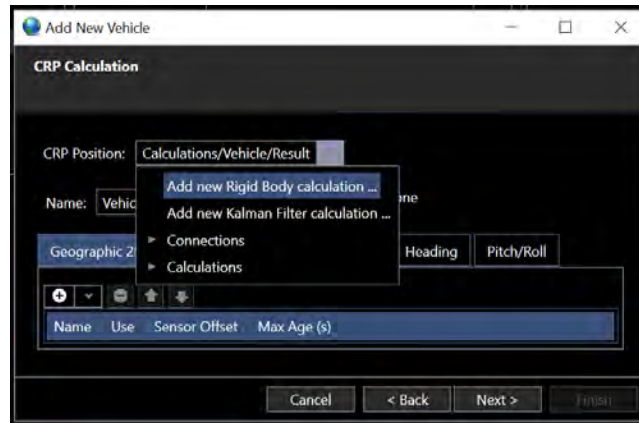 Add New Vehicle
CRP Calculation
CRP Position: Calculations/Vehicle/Result
Add new Rigid Body calculation ...
Name: Vehic
Add new Kalman Filter calculation ...
Connections
Geographic 2 Heading Pitch/Roll
Calculations
Name Use Sensor Offset Max Age (s)
Cancel < Back Next > Finish